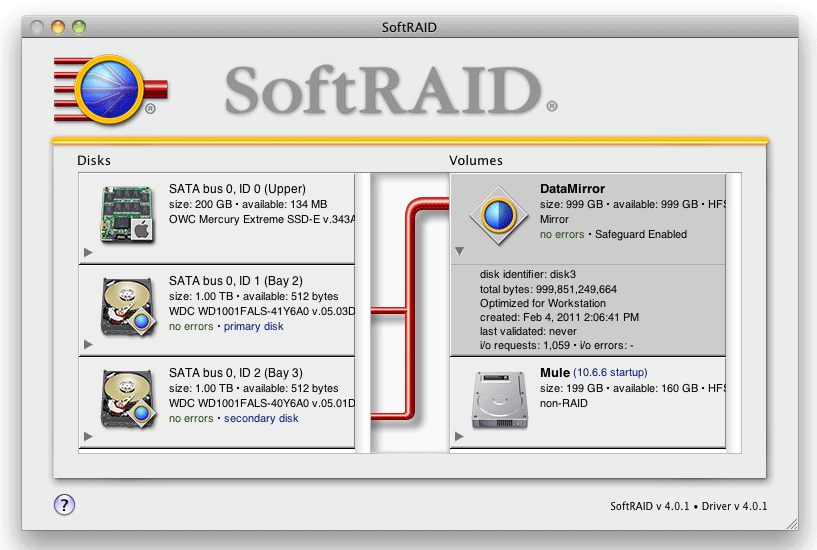 SoftRAID
SoftRAID®
®
Disks
SATA bus 0, ID 0 (Upper)
size: 200 GB • available: 134 MB
OWC Mercury Extreme SSD-E v.343A
SATA bus 0, ID 1 (Bay 2)
size: 1.00 TB • available: 512 bytes
WDC WD1001FALS-41Y6A0 v.05.03D
no errors • primary disk
SATA bus 0, ID 2 (Bay 3)
size: 1.00 TB • available: 512 bytes
WDC WD1001FALS-40Y6A0 v.05.01D
no errors • secondary disk
Volumes
DataMirror
size: 999 GB • available: 999 GB • HFS
Mirror
no errors • Safeguard Enabled
disk identifier: disk3
total bytes: 999,851,249,664
Optimized for Workstation
created: Feb 4, 2011 2:06:41 PM
last validated: never
i/o requests: 1,059 • i/o errors: -
Mule (10.6.6 startup)
size: 199 GB • available: 160 GB • HFS
non-RAID
?
SoftRAID v 4.0.1 • Driver v 4.0.1